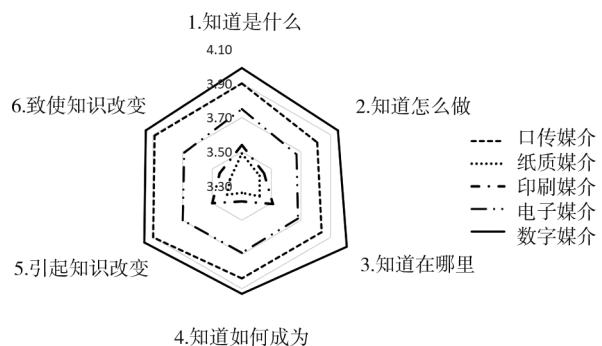 1.知道是什么
4.10
3.90
3.70
3.50
3.30
2.知道怎么做
3.知道在哪里
4.知道如何成为
5.引起知识改变
6.致使知识改变
口传媒介
纸质媒介
印刷媒介
电子媒介
数字媒介